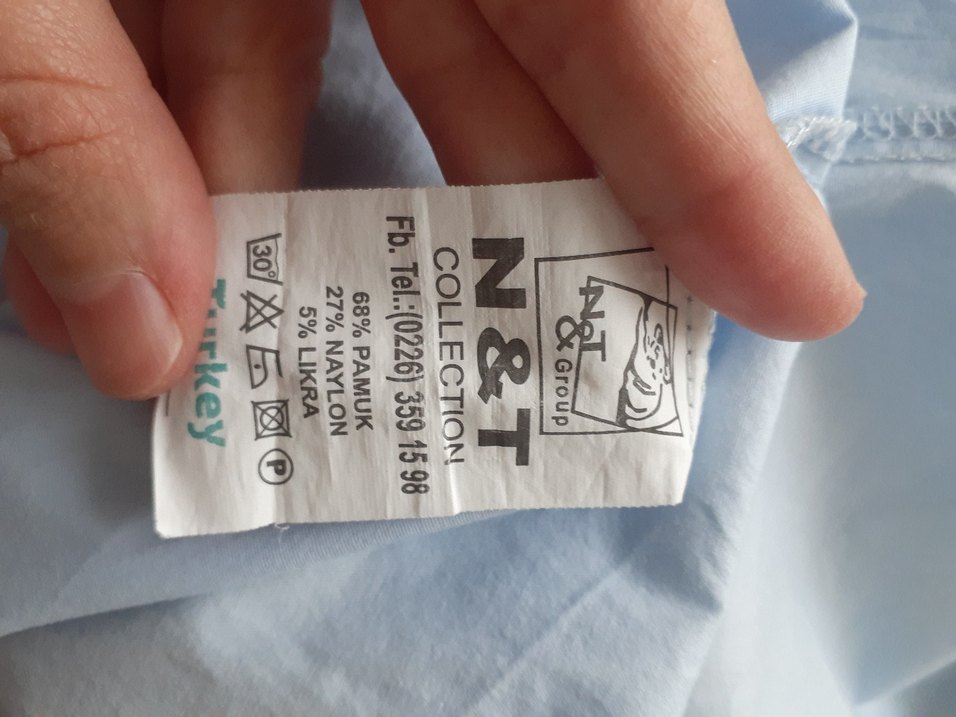 N&T
Group
N&T
COLLECTION
Fb. Tel.:(0226) 359 15 98
68% PAMUK
27% NAYLON
5% LIKRA
30°
P
Turkey